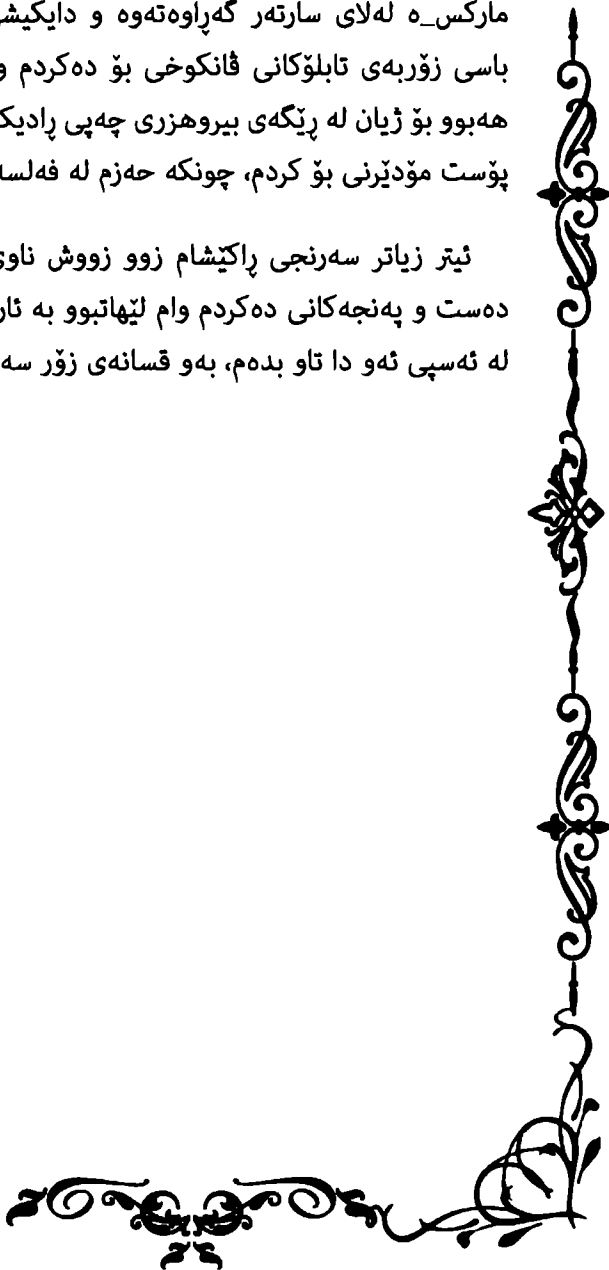 مارکس_ە لەلای سارتەر گەڕاوەتەوە و دایکیش
باسی زۆربەی تابلۆکانی ڤانکوخی بۆ دەکردم و
هەبوو بۆ ژیان لە ڕێگەی بیروهزری چەپی ڕادیک
پۆست مۆدێرنی بۆ کردم، چونکە حەزم لە فەلسە
ئیتر زیاتر سەرنجی ڕاکێشام زوو زووش ناوی
دەست و پەنجەکانی دەکردم وام لێهاتبوو بە ئار
لە ئەسپی ئەو دا تاو بدەم، بەو قسانەی زۆر سە